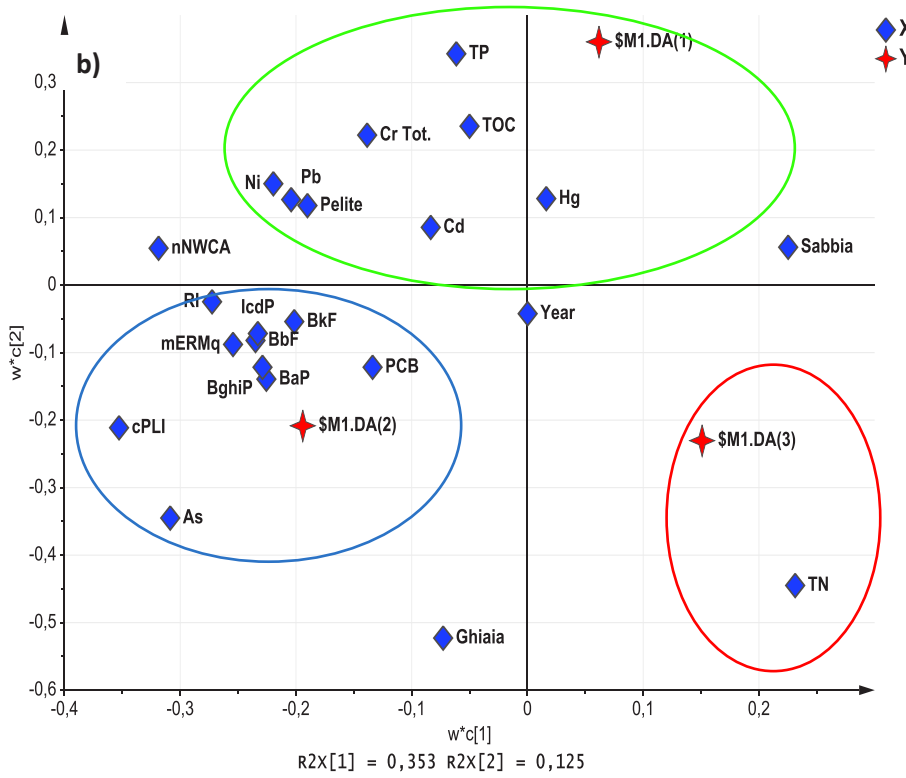 b)
X
Y
$M1.DA(1)
TP
0,3
TOC
Cr Tot.
0,2
Pb
Ni
Pelite
Hg
0,1
Cd
nNWCA
Sabbia
0
RI
IcdP
BkF
Year
mERMq
BbF
-0,1
PCB
BaP
BghiP
w*c[2]
-0,2
cPLI
$M1.DA(2)
$M1.DA(3)
-0,3
As
-0,4
TN
-0,5
Ghiaia
-0,6
-0,4 -0,3 -0,2 -0,1 0 0,1 0,2
w*c[1]
R2X[1] = 0,353 R2X[2] = 0,125